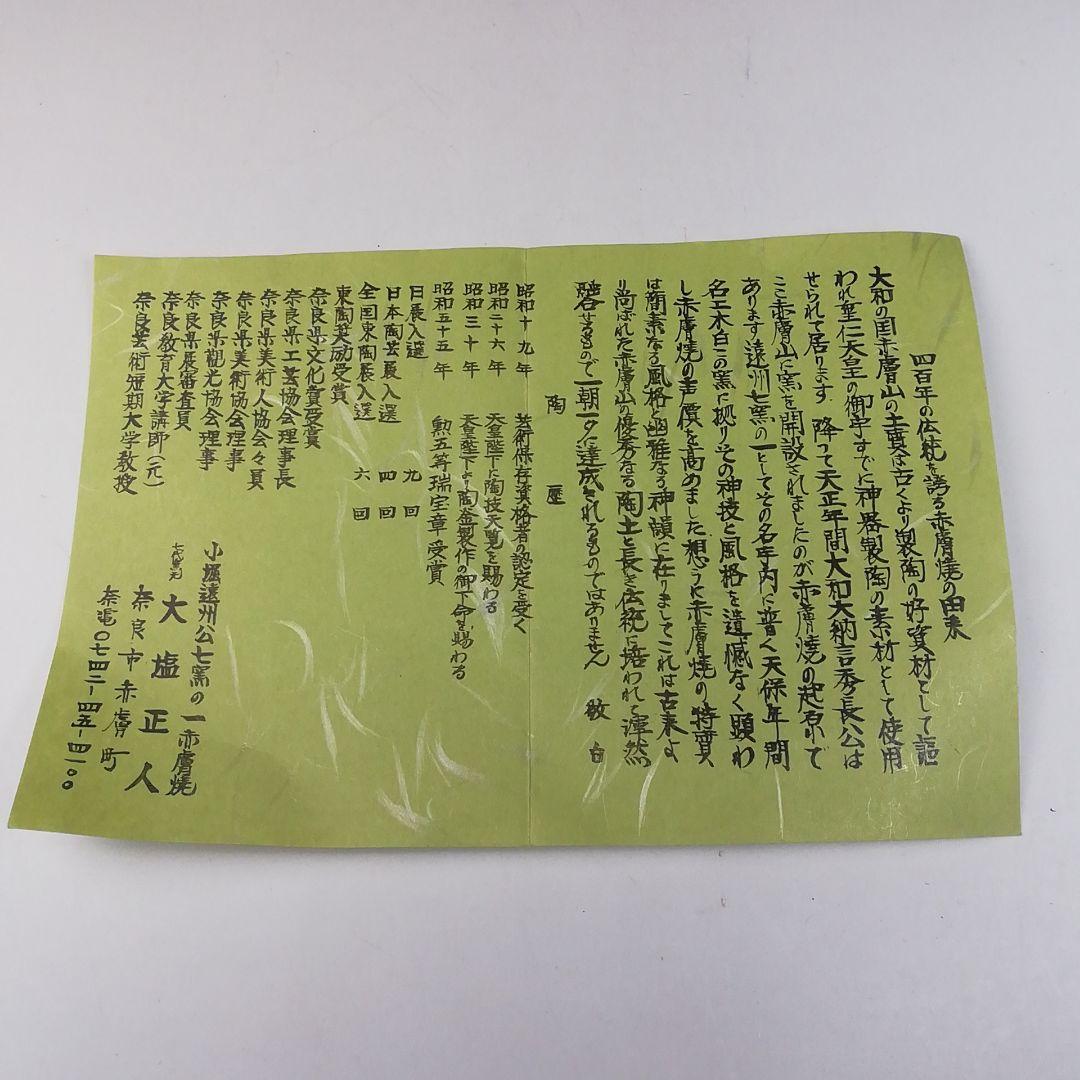 四百年の伝統を誇る赤膚焼の由来
大和の国赤膚山の土質は古くより製陶の好資材として謳
われ垂仁天皇の御宇すでに神器製陶の素材として使用
せられて居ります 降って天正年間大和大納言秀長公は
ここ赤膚山に窯を開設されましたのが赤膚焼の起原で
あります遠州七窯の一としてその名年内に普く天保年間
名工木白この窯に拠りその神技と風格を遺憾なく顕わ
し赤膚焼の声價を高めました想うに赤膚焼の特質
は簡素なる風格と幽雅なる神韻に在りましてこれは古来よ
り尚ばれた赤膚山の優秀なる陶土と長き伝統に培われて渾然
融合せるもので一朝一夕に達成されるものではありません 敬白
陶歴
昭和十九年 芸術保存資格者の認定を受く
昭和二十六年 天皇陛下に陶技天覧を賜わる
昭和三十年 天皇陛下より陶盆製作の御下命を賜わる
昭和五十五年 勲五等瑞宝章受賞
日展入選 九回
日本陶芸展入選 四回
全国東陶展入選 六回
東陶奨励受賞
奈良県文化賞受賞
奈良県工芸協会理事長
奈良県美術人協会々員
奈良県美術協会理事
奈良県観光協会理事
奈良県展審査員
奈良教育大学講師(元)
奈良芸術短期大学教授
小堀遠州公七窯の一赤膚焼
七代窯元 大塩正人
奈良市赤膚町
奈電〇七四二-四五-四一〇〇